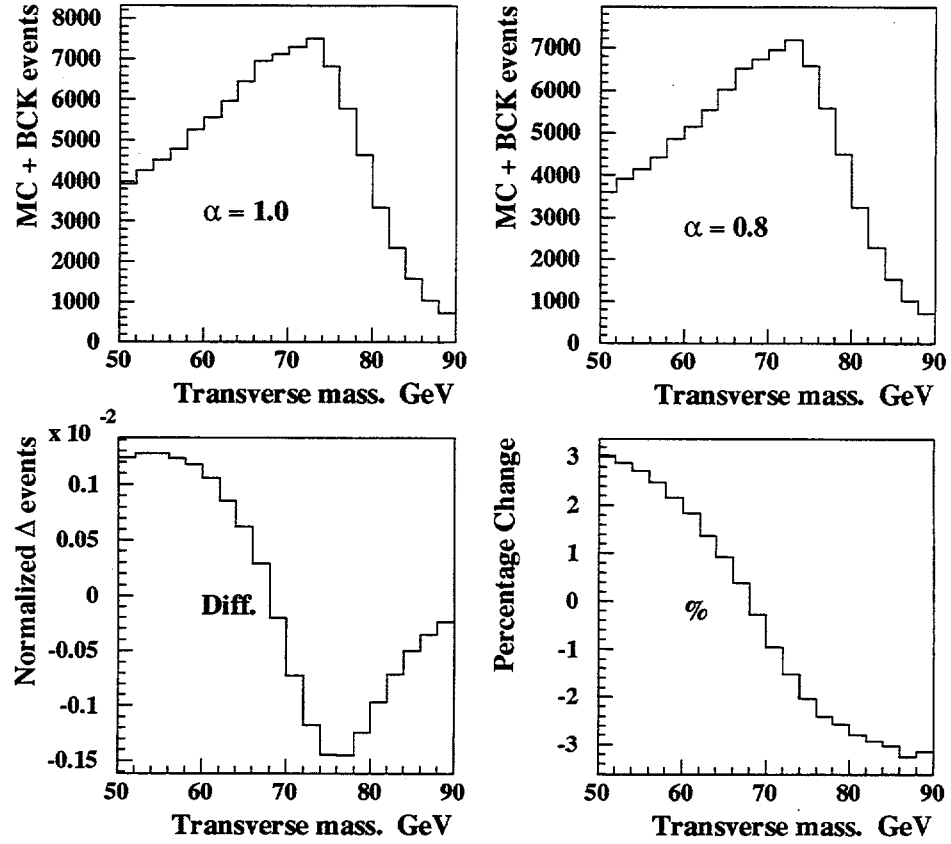 MC + BCK events
8000
7000
6000
5000
4000
3000
2000
1000
0
α = 1.0
50 60 70 80 90
Transverse mass. GeV
MC + BCK events
7000
6000
5000
4000
3000
2000
1000
0
α = 0.8
50 60 70 80 90
Transverse mass. GeV
x 10 -2
Normalized Δ events
0.1
0.05
0
-0.05
-0.1
-0.15
Diff.
50 60 70 80 90
Transverse mass. GeV
Percentage Change
3
2
1
0
-1
-2
-3
%
50 60 70 80 90
Transverse mass. GeV